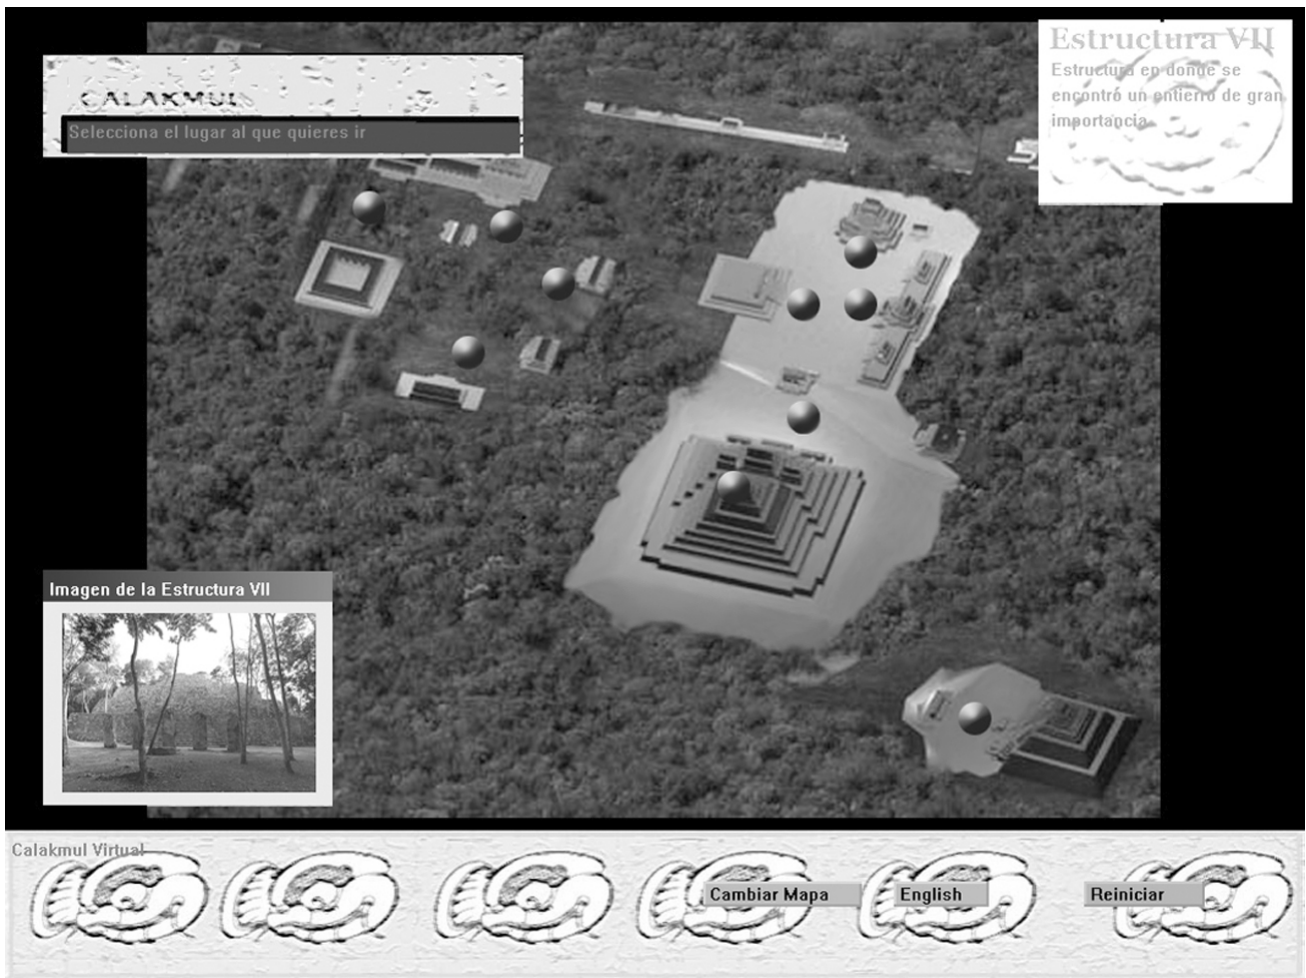 CALAKMUL
Selecciona el lugar al que quieres ir
Estructura VII
Estructura en donde se
encontró un entierro de gran
importancia
Imagen de la Estructura VII
Calakmul Virtual
Cambiar Mapa
English
Reiniciar